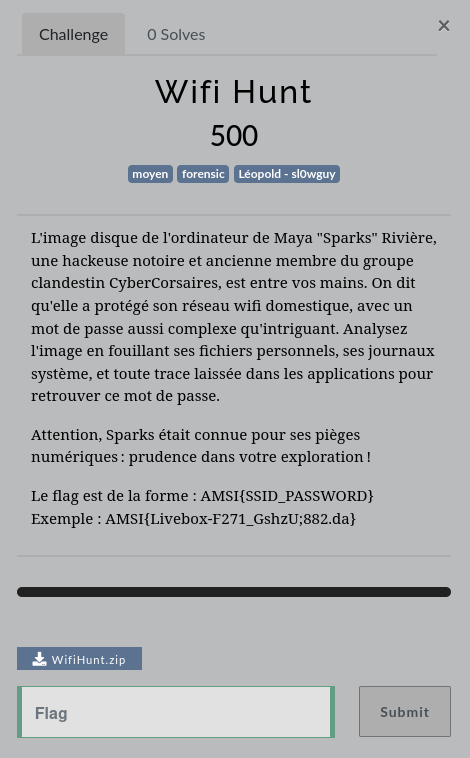 Challenge
0 Solves
×
Wifi Hunt
500
moyen forensic Léopold - sl0wguy
L'image disque de l'ordinateur de Maya "Sparks" Rivière,
une hackeuse notoire et ancienne membre du groupe
clandestin CyberCorsaires, est entre vos mains. On dit
qu'elle a protégé son réseau wifi domestique, avec un
mot de passe aussi complexe qu'intriguant. Analysez
l'image en fouillant ses fichiers personnels, ses journaux
système, et toute trace laissée dans les applications pour
retrouver ce mot de passe.
Attention, Sparks était connue pour ses pièges
numériques : prudence dans votre exploration !
Le flag est de la forme : AMSI{SSID_PASSWORD}
Exemple : AMSI{Livebox-F271_GshzU;882.da}
WifiHunt.zip
Flag
Submit